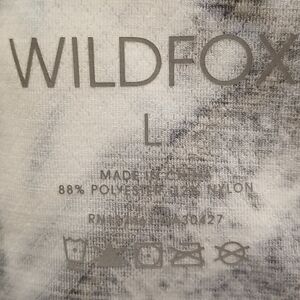 WILDFOX
L
MADE IN CHINA
88% POLYESTER 12% NYLON